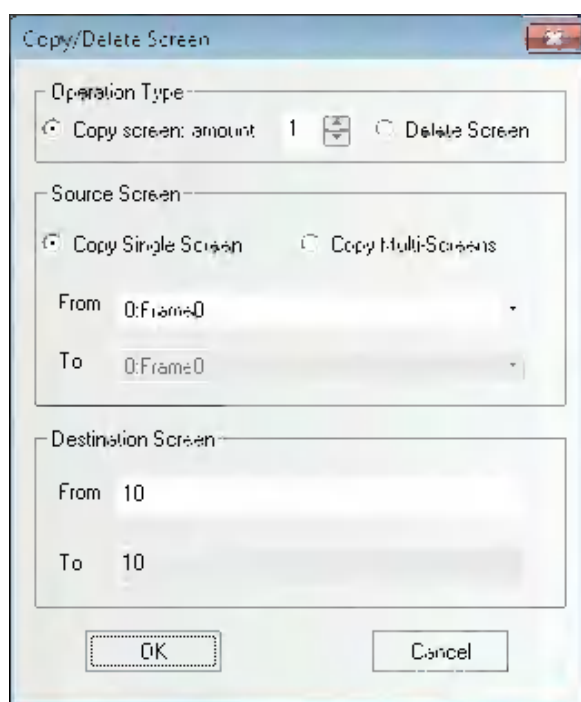 Copy/Delete Screen
Operation Type
Copy screen: amount 1 Delete Screen
Source Screen
Copy Single Screen Copy Multi-Screens
From 0:Frame0
To 0:Frame0
Destination Screen
From 10
To 10
OK Cancel